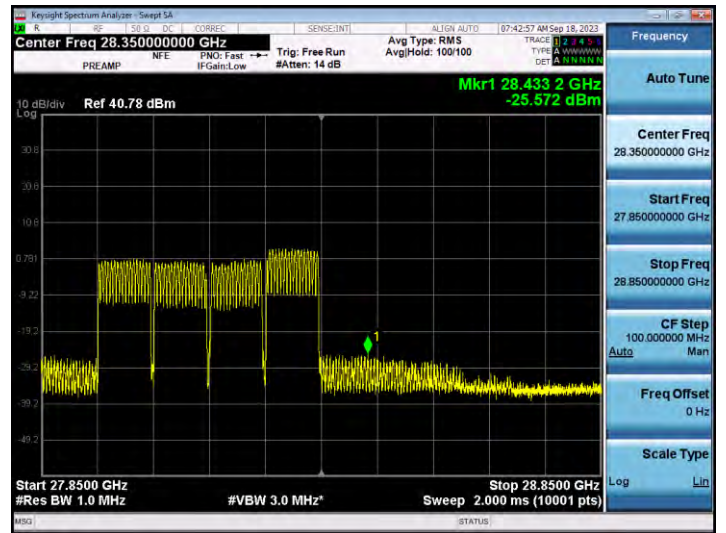 Keysight Spectrum Analyzer - Swept SA
R RF 50 Ω DC CORREC SENSE:INT ALIGN AUTO 07:42:57 AM Sep 18, 2023
Center Freq 28.350000000 GHz
PREAMP NFE PNO: Fast IFGain:Low
Trig: Free Run
#Atten: 14 dB
Avg Type: RMS
Avg|Hold: 100/100
TRACE 1 2 3 4 5 6
TYPE A WWWWW
DET A N N N N N
Mkr1 28.433 2 GHz
-25.572 dBm
10 dB/div Ref 40.78 dBm
Log
30.8
20.8
10.8
0.781
-9.22
-19.2
-29.2
-39.2
-49.2
1
Start 27.8500 GHz Stop 28.8500 GHz
#Res BW 1.0 MHz #VBW 3.0 MHz* Sweep 2.000 ms (10001 pts)
MSG STATUS
Frequency
Auto Tune
Center Freq
28.350000000 GHz
Start Freq
27.850000000 GHz
Stop Freq
28.850000000 GHz
CF Step
100.000000 MHz
Auto Man
Freq Offset
0 Hz
Scale Type
Log Lin